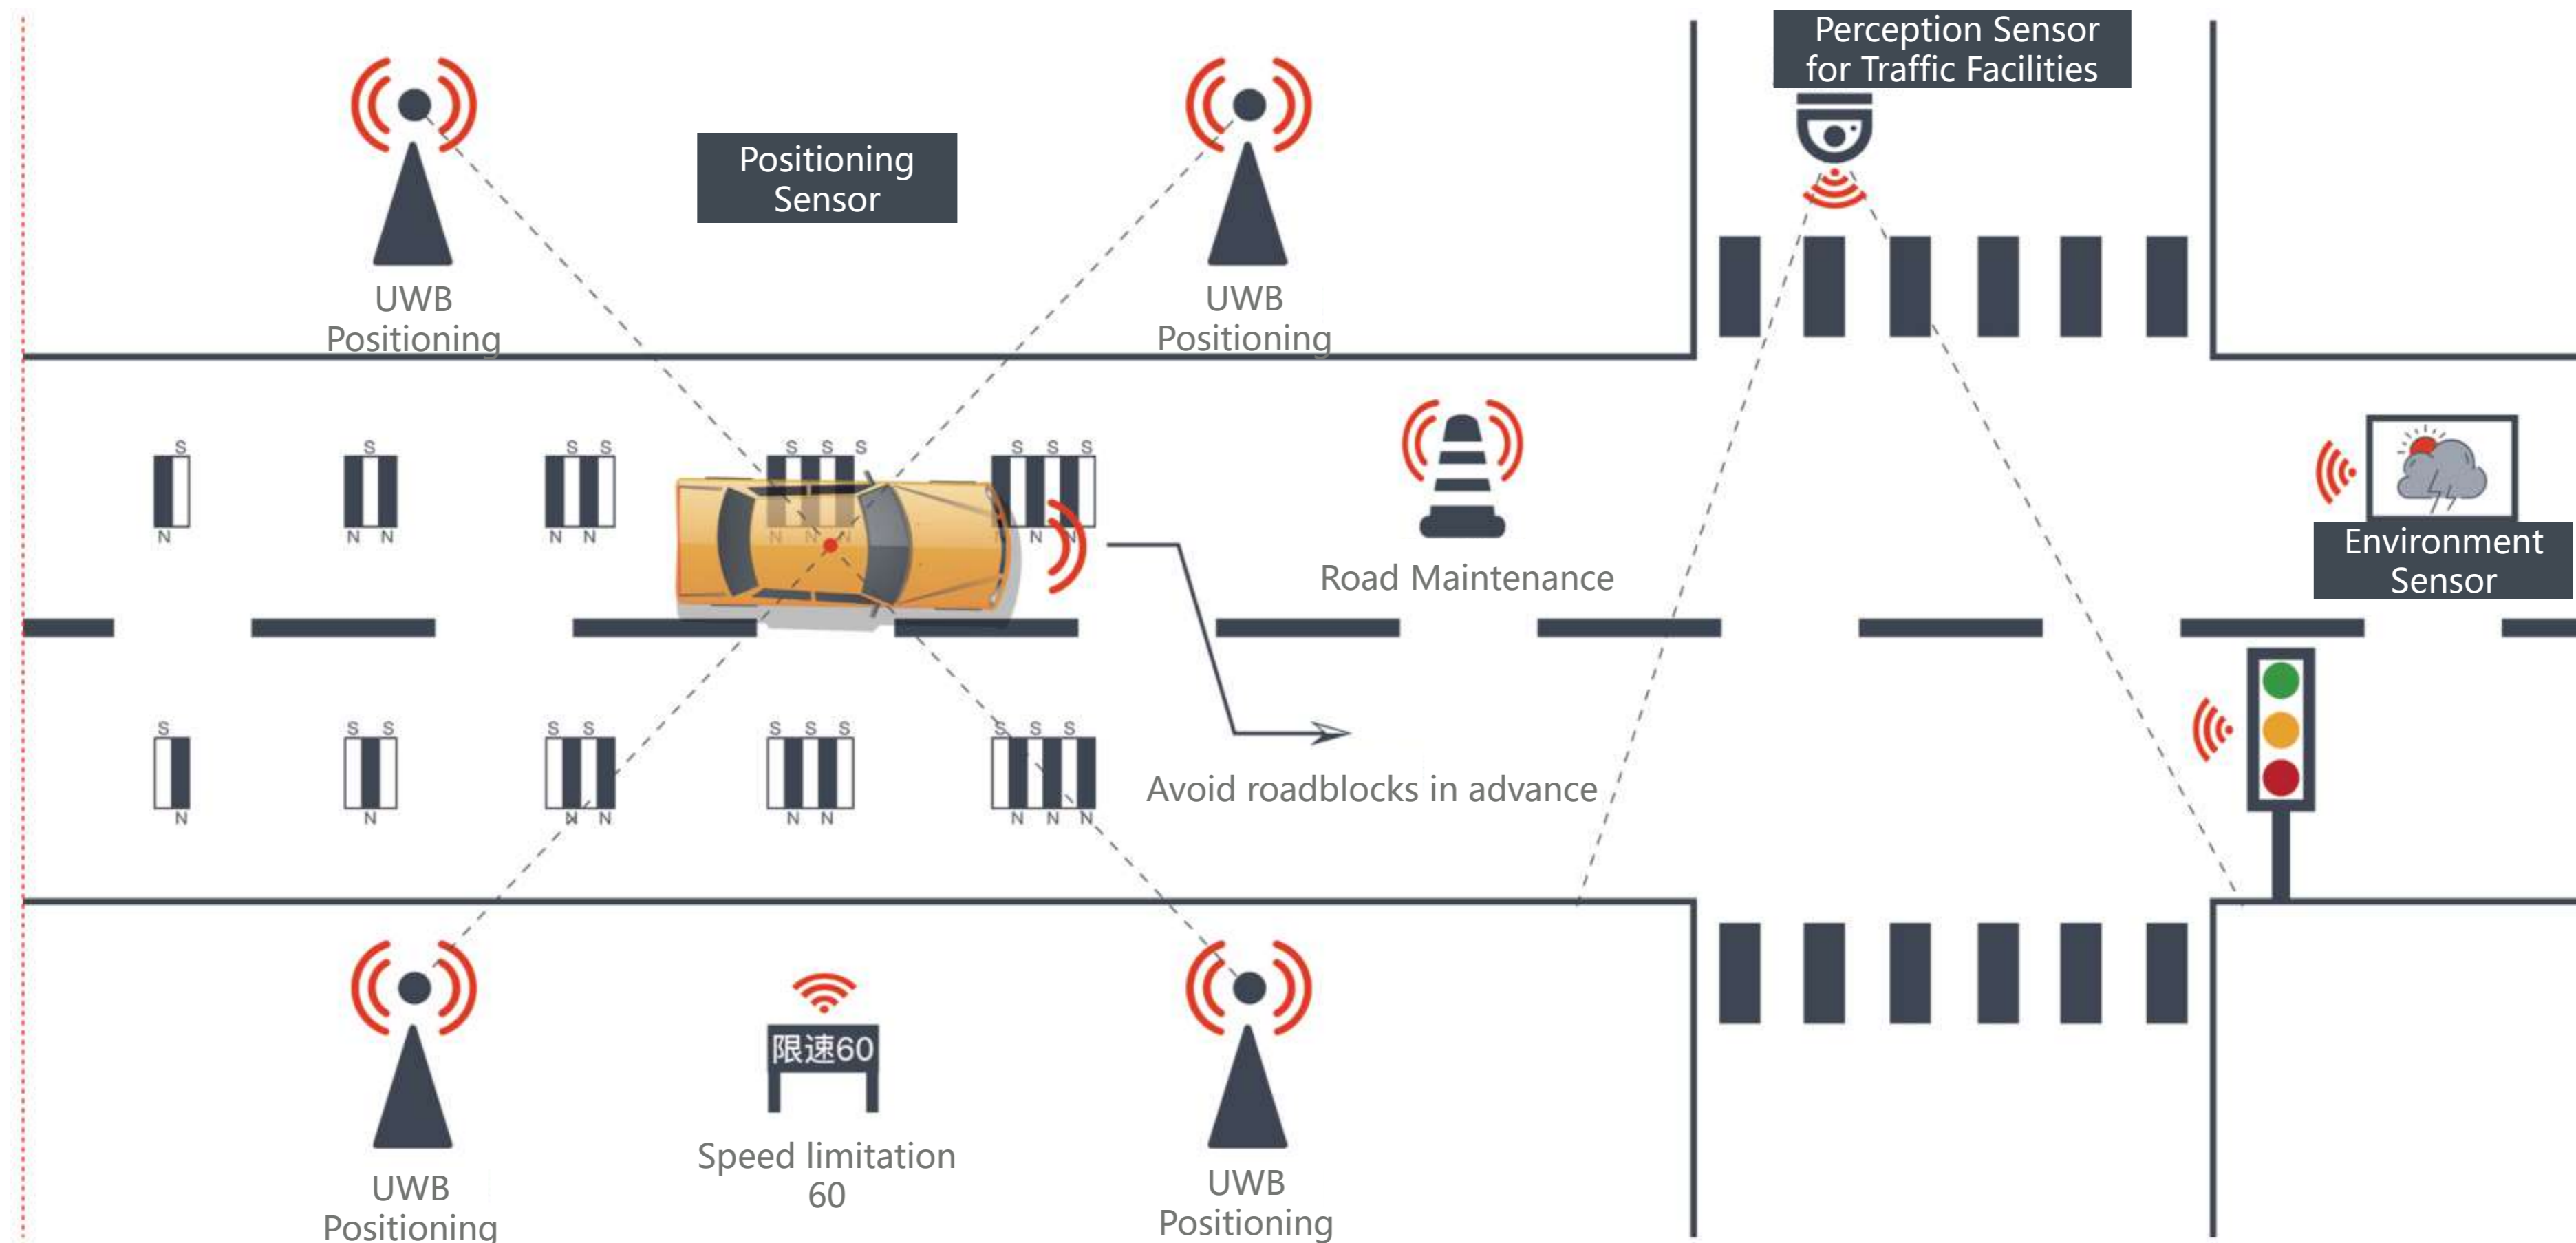 Perception Sensor
for Traffic Facilities
Positioning
Sensor
UWB
Positioning
UWB
Positioning
S
S
S S
S S S
S S S
N
N N
N N
N N N
N N N
Road Maintenance
Environment
Sensor
S
S S
S S
S S S
S S S
N
N
N N
N N
N N N
Avoid roadblocks in advance
限速60
Speed limitation
60
UWB
Positioning
UWB
Positioning